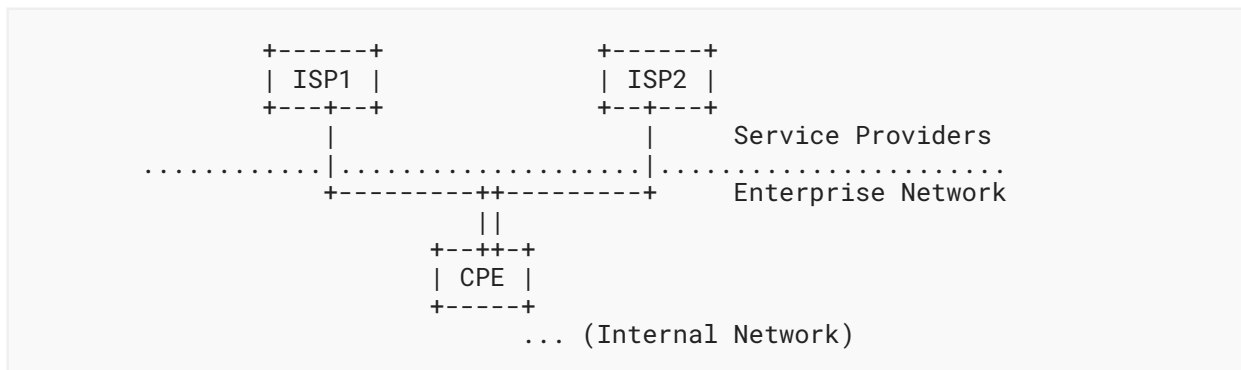 +------+ +------+
| ISP1 | | ISP2 |
+---+--+ +--+---+
| | Service Providers
............|....................|.......................
+---------++---------+ Enterprise Network
||
+--++-+
| CPE |
+-----+
... (Internal Network)